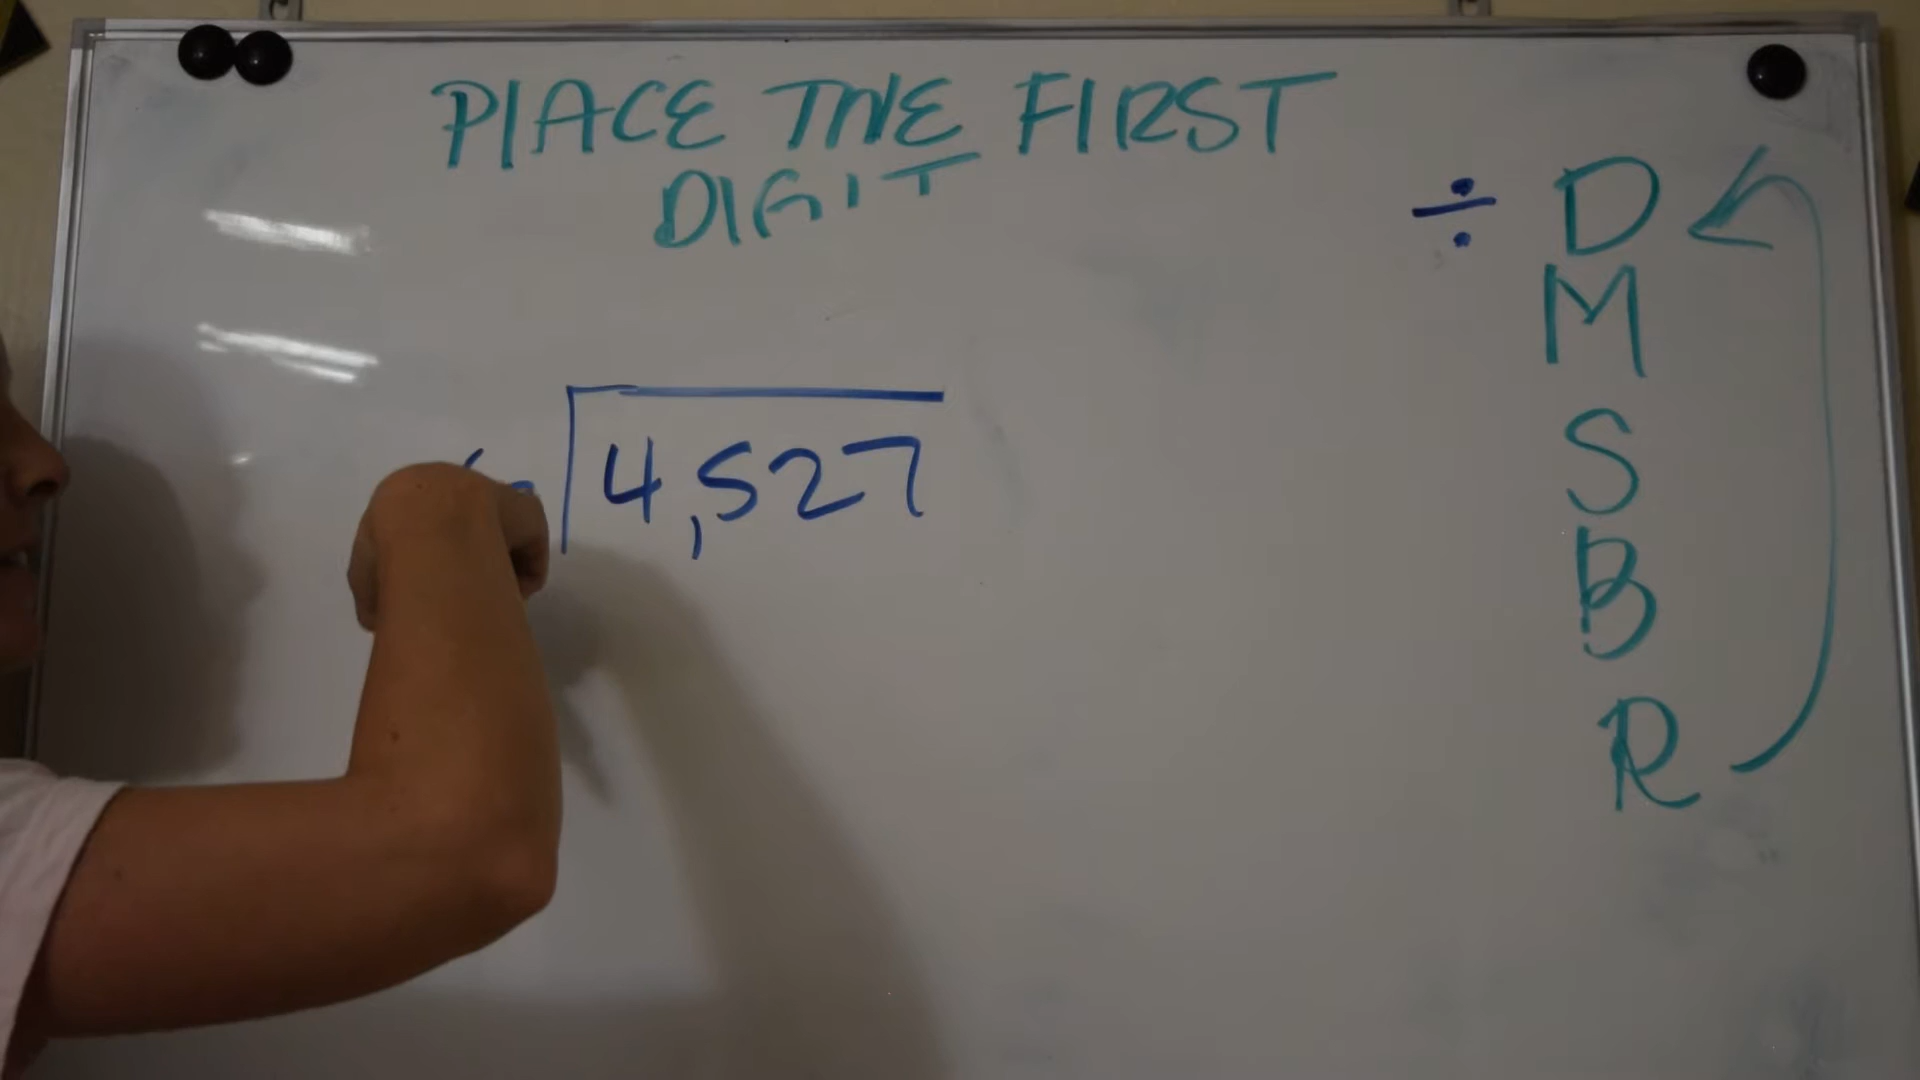 PLACE THE FIRST
DIGIT
÷ D
M
S
B
R
4,527